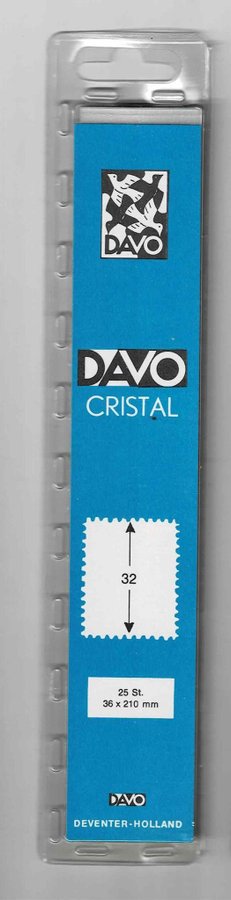 DAVO
DAVO
CRISTAL
32
25 St.
36 x 210 mm
DAVO
DEVENTER-HOLLAND